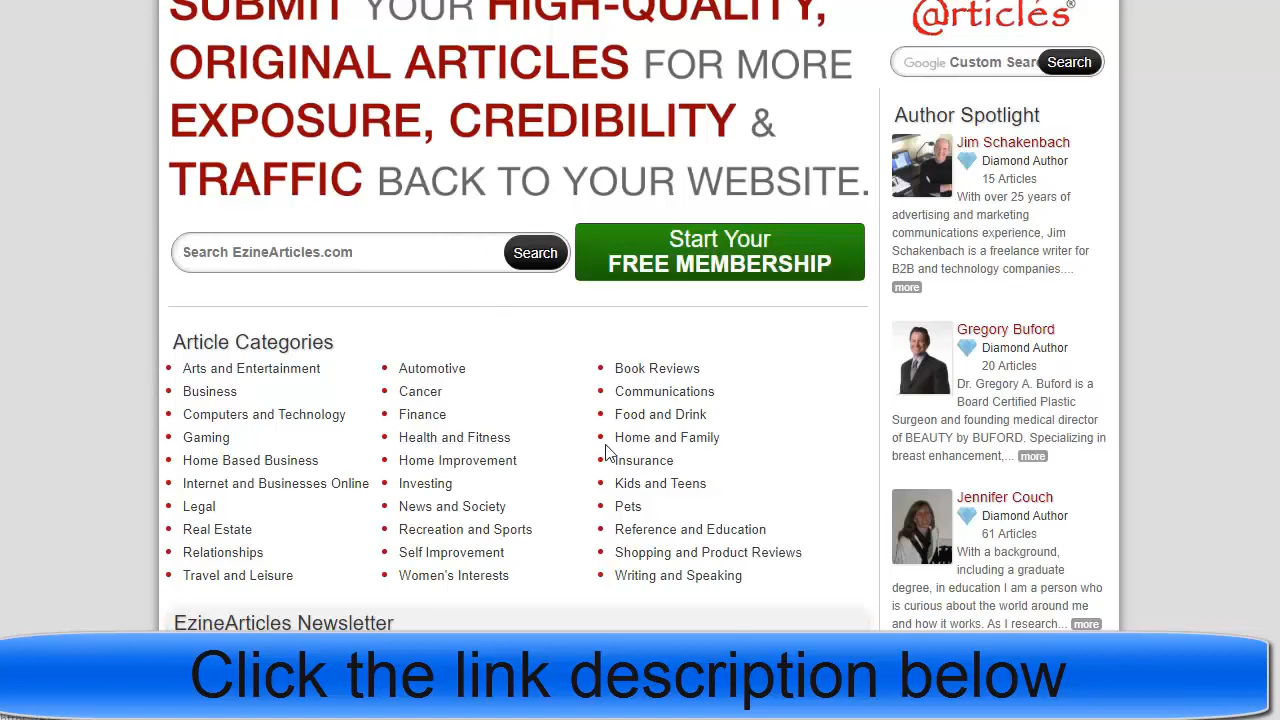 SUBMIT YOUR HIGH-QUALITY,
ORIGINAL ARTICLES FOR MORE
EXPOSURE, CREDIBILITY &
TRAFFIC BACK TO YOUR WEBSITE.
Search EzineArticles.com
Search
Start Your
FREE MEMBERSHIP
Article Categories
Arts and Entertainment
Business
Computers and Technology
Gaming
Home Based Business
Internet and Businesses Online
Legal
Real Estate
Relationships
Travel and Leisure
Automotive
Cancer
Finance
Health and Fitness
Home Improvement
Investing
News and Society
Recreation and Sports
Self Improvement
Women's Interests
Book Reviews
Communications
Food and Drink
Home and Family
Insurance
Kids and Teens
Pets
Reference and Education
Shopping and Product Reviews
Writing and Speaking
EzineArticles Newsletter
@rticles®
Google Custom Sear
Search
Author Spotlight
Jim Schakenbach
Diamond Author
15 Articles
With over 25 years of
advertising and marketing
communications experience, Jim
Schakenbach is a freelance writer for
B2B and technology companies....
more
Gregory Buford
Diamond Author
20 Articles
Dr. Gregory A. Buford is a
Board Certified Plastic
Surgeon and founding medical director
of BEAUTY by BUFORD. Specializing in
breast enhancement,... more
Jennifer Couch
Diamond Author
61 Articles
With a background,
including a graduate
degree, in education I am a person who
is curious about the world around me
and how it works. As I research... more
Click the link description below